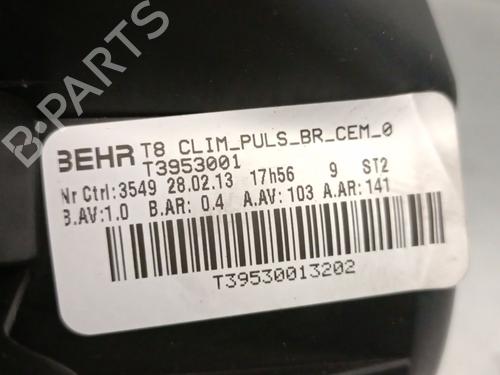 B-PARTS
BEHR T8 CLIM_PULS_BR_CEM_0
T3953001
Nr Ctrl:3549 28.02.13 17h56 9 ST2
B.AV:1.0 B.AR: 0.4 A.AV: 103 A.AR: 141
T39530013202